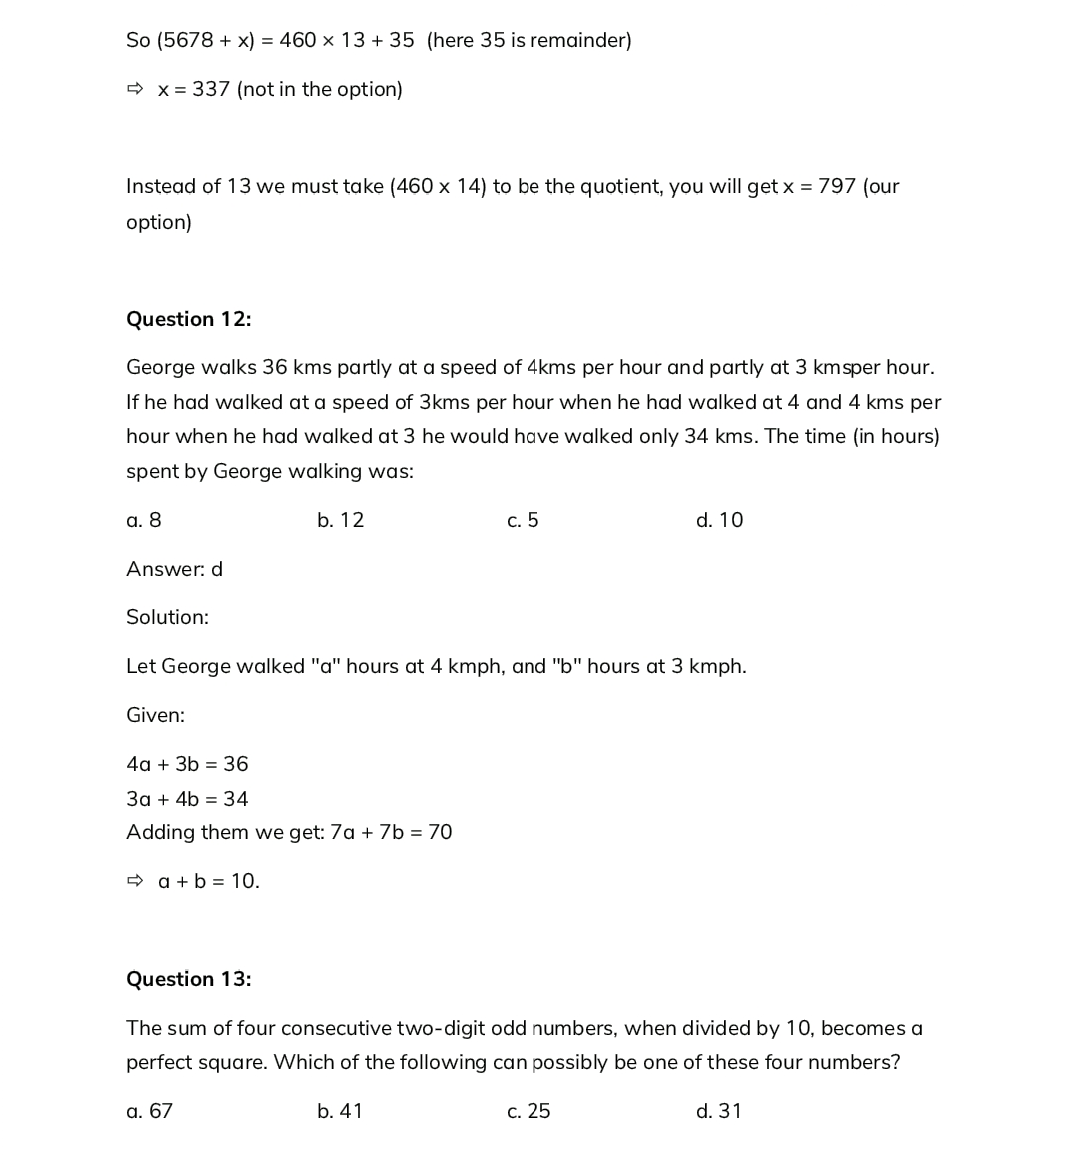 So (5678 + x) = 460 × 13 + 35  (here 35 is remainder)
⇨ x = 337 (not in the option)
Instead of 13 we must take (460 x 14) to be the quotient, you will get x = 797 (our
option)
Question 12:
George walks 36 kms partly at a speed of 4kms per hour and partly at 3 kmsper hour.
If he had walked at a speed of 3kms per hour when he had walked at 4 and 4 kms per
hour when he had walked at 3 he would have walked only 34 kms. The time (in hours)
spent by George walking was:
a. 8 b. 12 c. 5 d. 10
Answer: d
Solution:
Let George walked "a" hours at 4 kmph, and "b" hours at 3 kmph.
Given:
4a + 3b = 36
3a + 4b = 34
Adding them we get: 7a + 7b = 70
⇨ a + b = 10.
Question 13:
The sum of four consecutive two-digit odd numbers, when divided by 10, becomes a
perfect square. Which of the following can possibly be one of these four numbers?
a. 67 b. 41 c. 25 d. 31